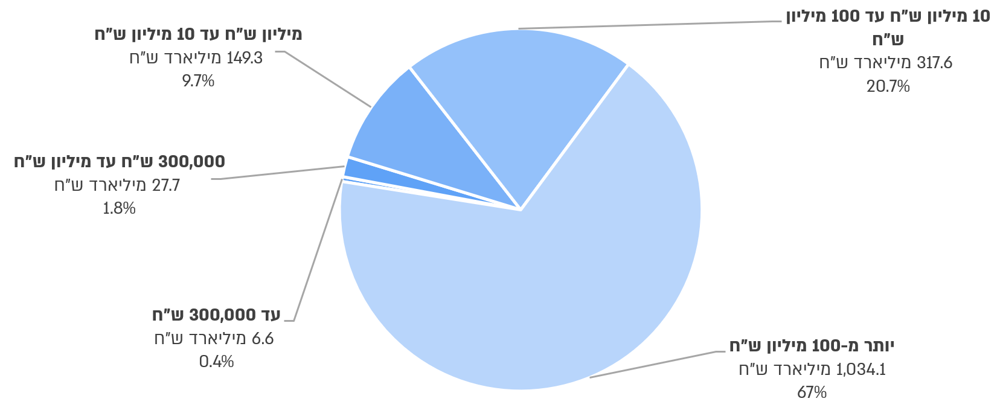 10 מיליון ש"ח עד 100 מיליון
ש"ח
317.6 מיליארד ש"ח
20.7%
מיליון ש"ח עד 10 מיליון ש"ח
149.3 מיליארד ש"ח
9.7%
300,000 ש"ח עד מיליון ש"ח
27.7 מיליארד ש"ח
1.8%
עד 300,000 ש"ח
6.6 מיליארד ש"ח
0.4%
יותר מ-100 מיליון ש"ח
1,034.1 מיליארד ש"ח
67%